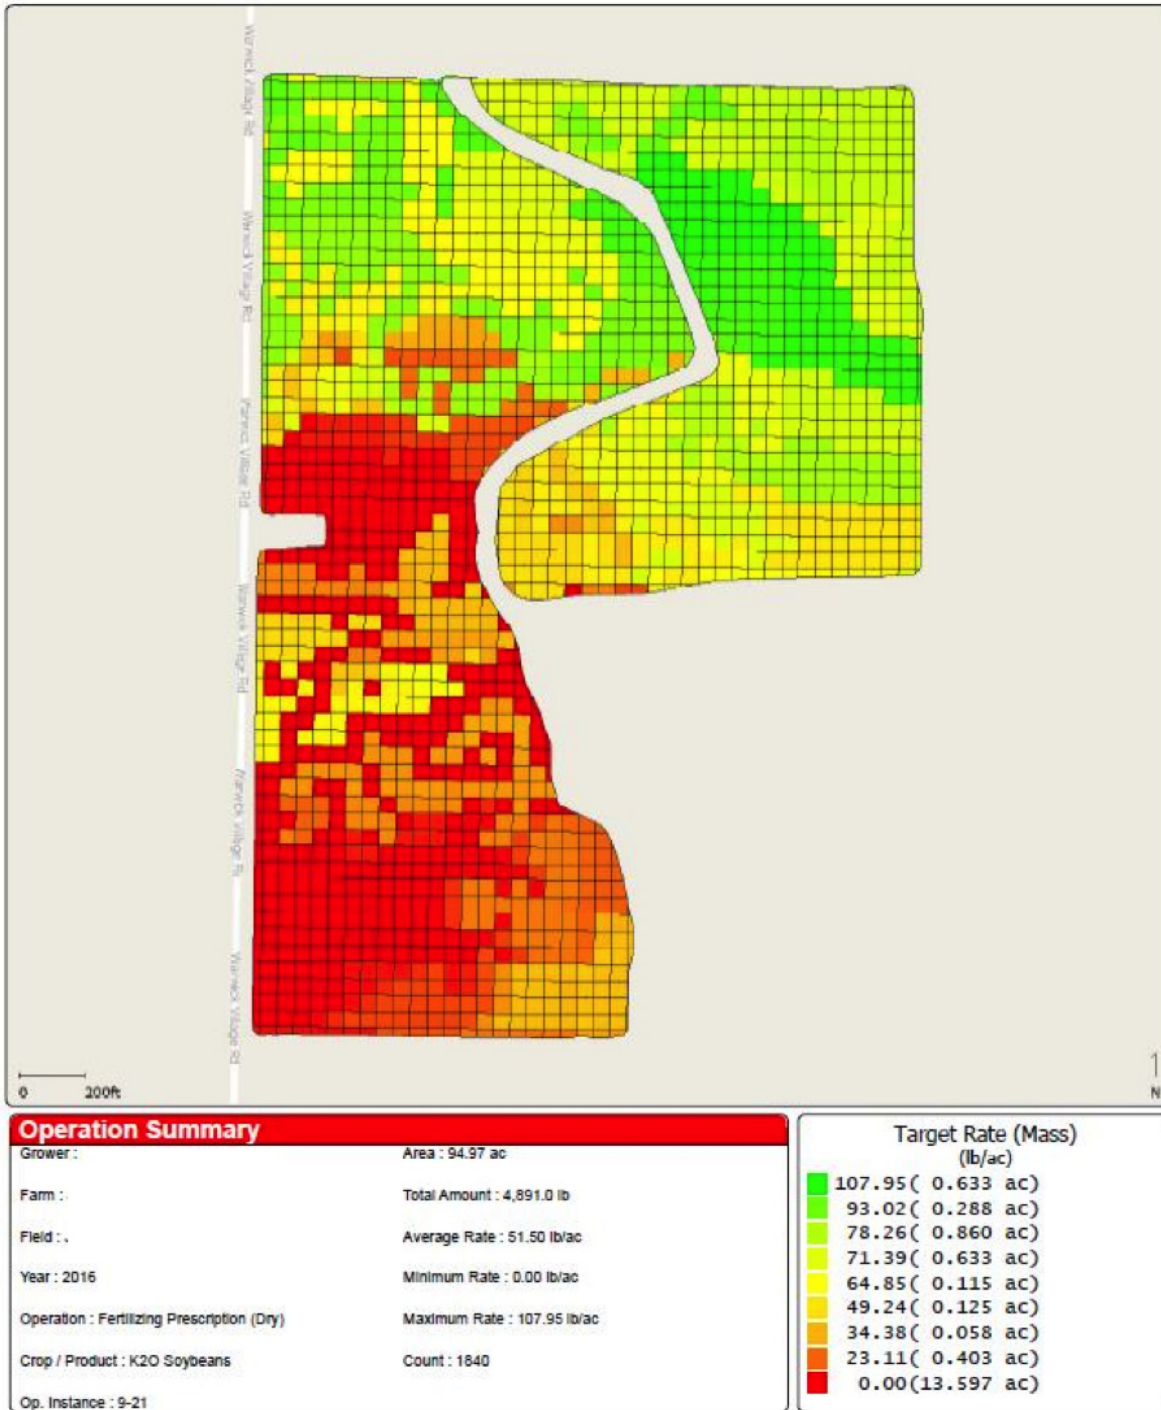 Warwick Village Rd
Warwick Village Rd
Warwick Village Rd
Warwick Village Rd
Warwick Village Rd
Warwick Village Rd
0 200ft
N
Operation Summary
Grower :
Area : 94.97 ac
Farm :
Total Amount : 4,891.0 lb
Field : .
Average Rate : 51.50 lb/ac
Year : 2016
Minimum Rate : 0.00 lb/ac
Operation : Fertilizing Prescription (Dry)
Maximum Rate : 107.95 lb/ac
Crop / Product : K2O Soybeans
Count : 1840
Op. Instance : 9-21
Target Rate (Mass)
(lb/ac)
107.95( 0.633 ac)
93.02( 0.288 ac)
78.26( 0.860 ac)
71.39( 0.633 ac)
64.85( 0.115 ac)
49.24( 0.125 ac)
34.38( 0.058 ac)
23.11( 0.403 ac)
0.00(13.597 ac)